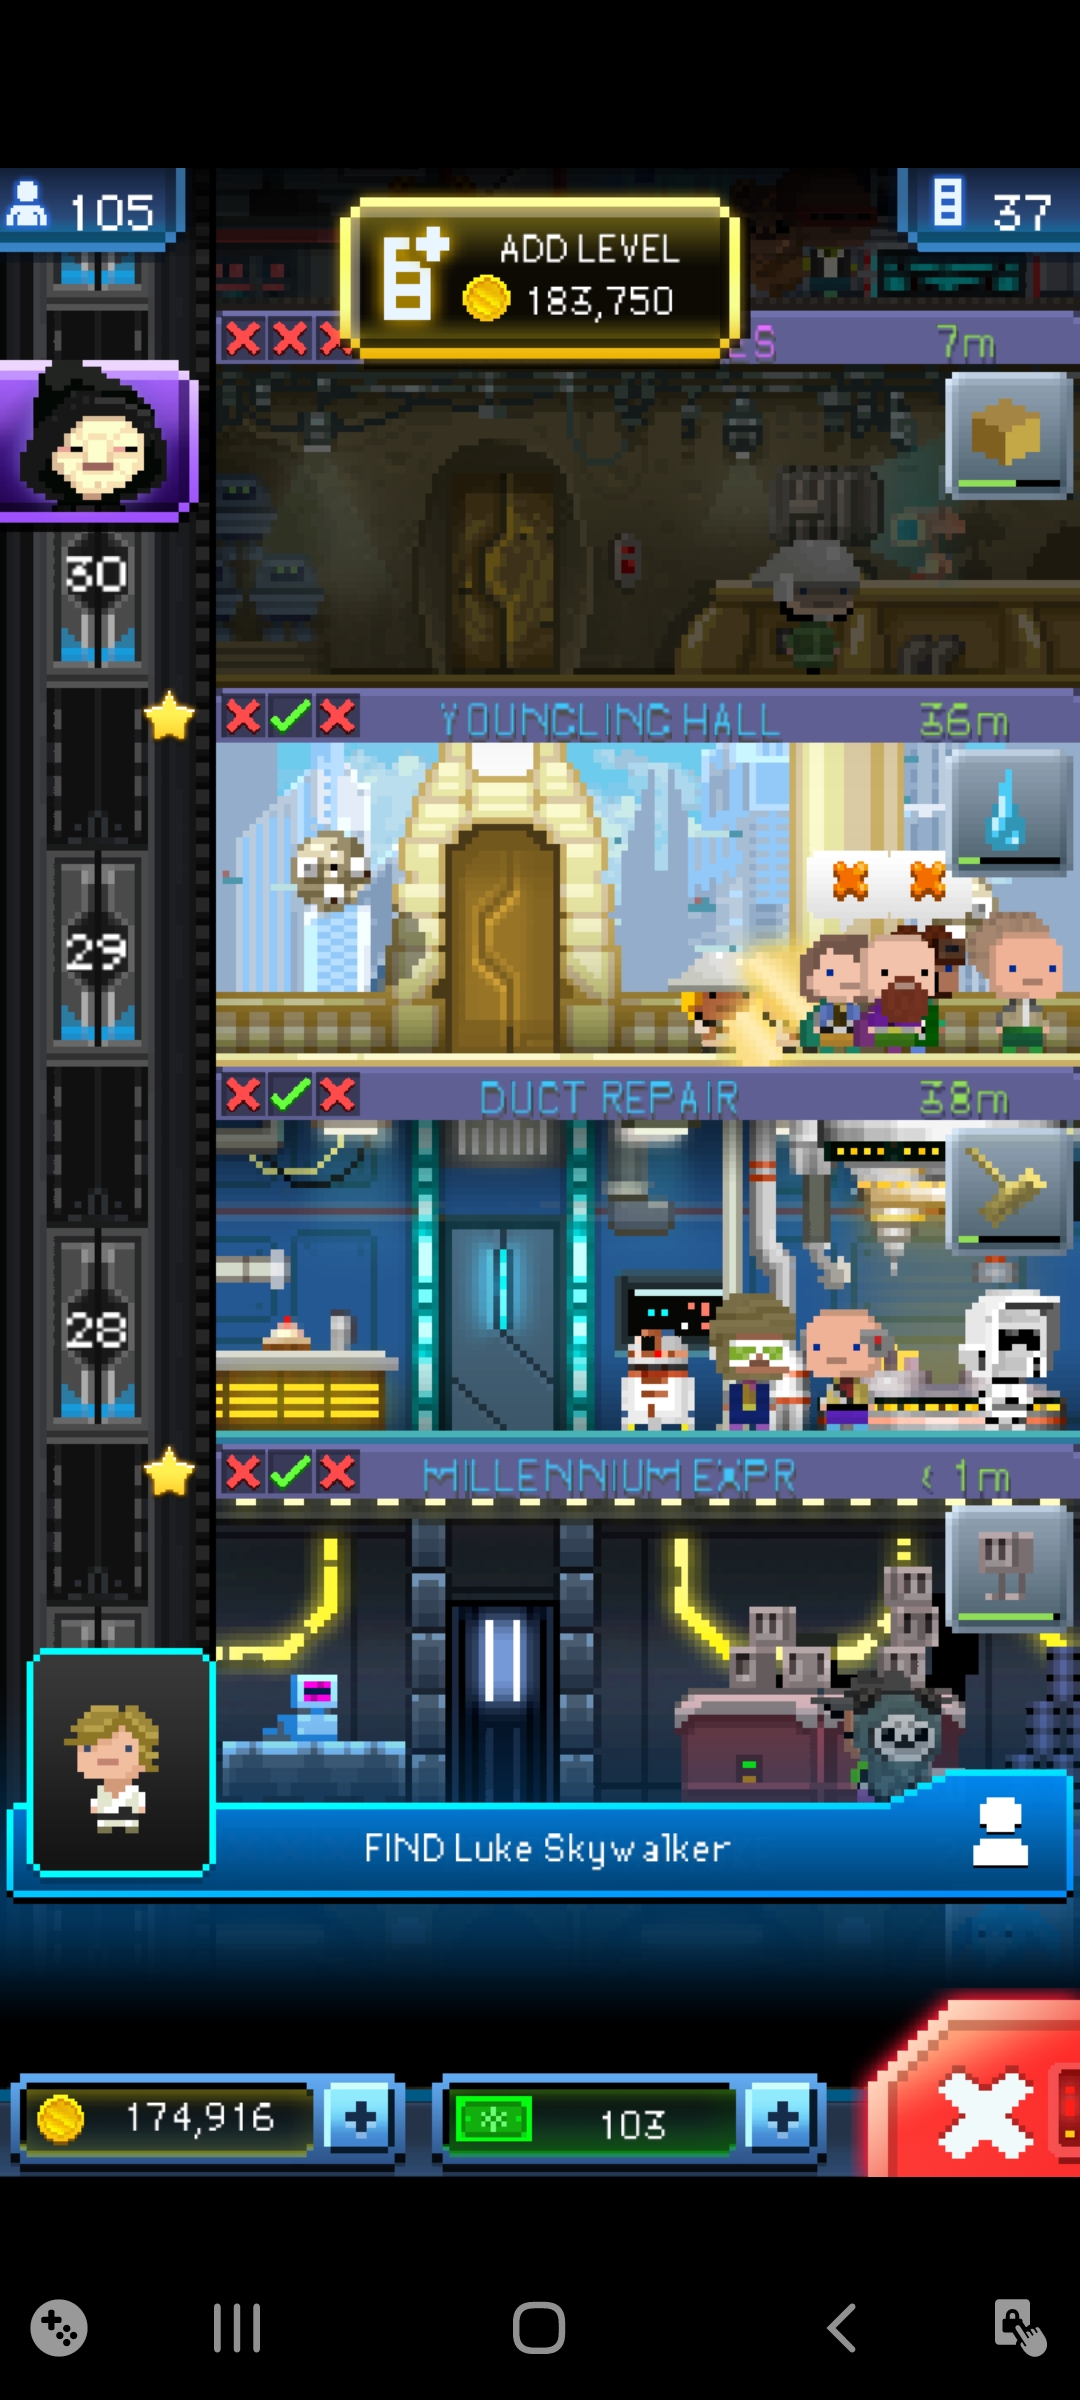 105
ADD LEVEL
183,750
37
7m
30
YOUNGLING HALL
36m
29
DUCT REPAIR
38m
28
MILLENNIUM EXPR
< 1m
FIND Luke Skywalker
174,916
103